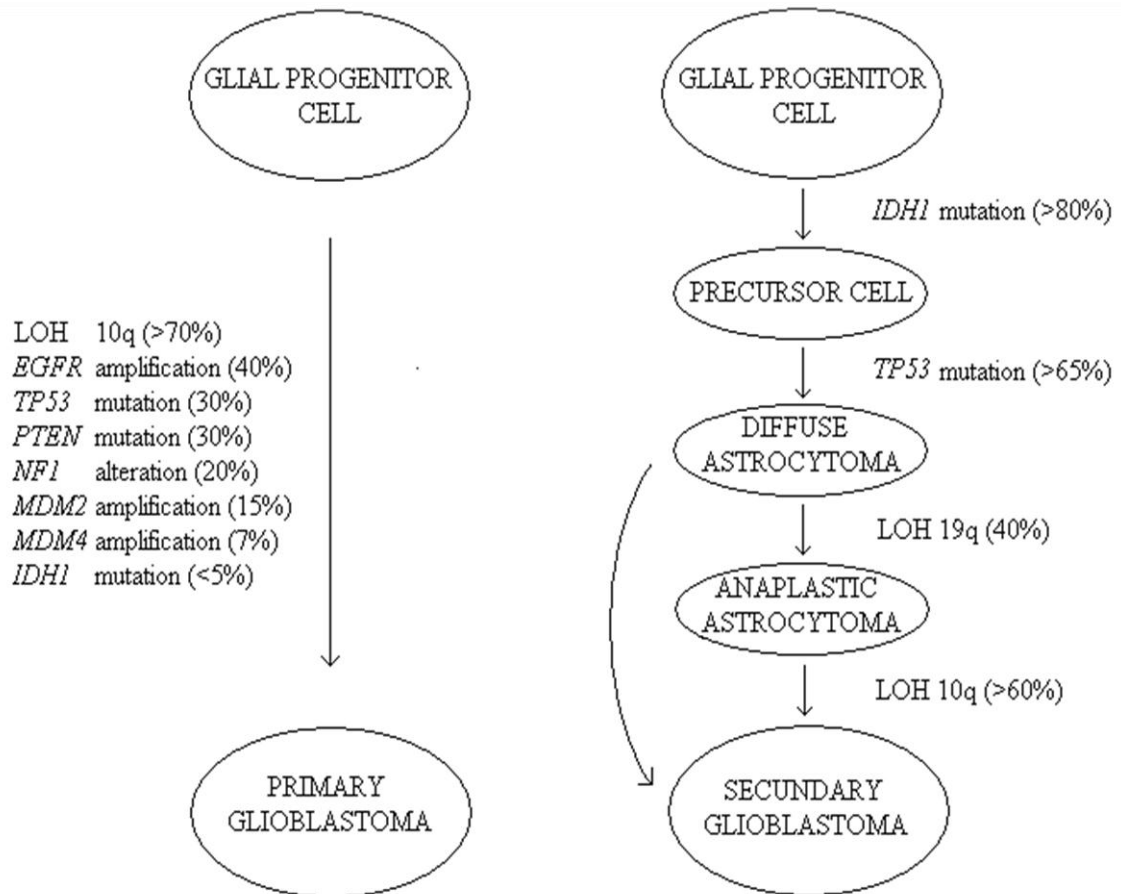 GLIAL PROGENITOR
CELL
LOH 10q (>70%)
EGFR amplification (40%)
TP53 mutation (30%)
PTEN mutation (30%)
NF1 alteration (20%)
MDM2 amplification (15%)
MDM4 amplification (7%)
IDH1 mutation (<5%)
PRIMARY
GLIOBLASTOMA
GLIAL PROGENITOR
CELL
IDH1 mutation (>80%)
PRECURSOR CELL
TP53 mutation (>65%)
DIFFUSE
ASTROCYTOMA
LOH 19q (40%)
ANAPLASTIC
ASTROCYTOMA
LOH 10q (>60%)
SECUNDARY
GLIOBLASTOMA